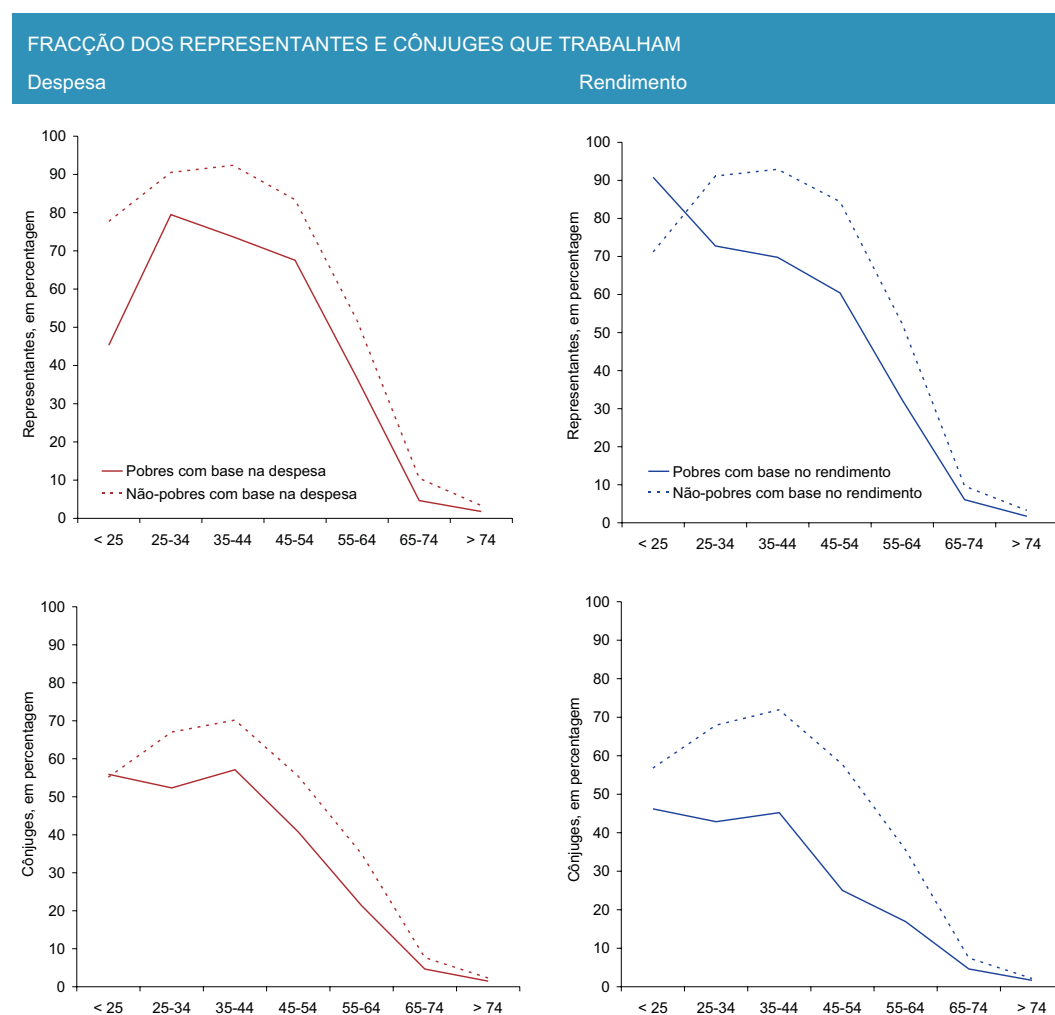 FRACÇÃO DOS REPRESENTANTES E CÔNJUGES QUE TRABALHAM
Despesa
Rendimento
Representantes, em percentagem
100
90
80
70
60
50
40
30
20
10
0
Pobres com base na despesa
Não-pobres com base na despesa
< 25 25-34 35-44 45-54 55-64 65-74 > 74
Representantes, em percentagem
100
90
80
70
60
50
40
30
20
10
0
Pobres com base no rendimento
Não-pobres com base no rendimento
< 25 25-34 35-44 45-54 55-64 65-74 > 74
Cônjuges, em percentagem
100
90
80
70
60
50
40
30
20
10
0
< 25 25-34 35-44 45-54 55-64 65-74 > 74
Cônjuges, em percentagem
100
90
80
70
60
50
40
30
20
10
0
< 25 25-34 35-44 45-54 55-64 65-74 > 74